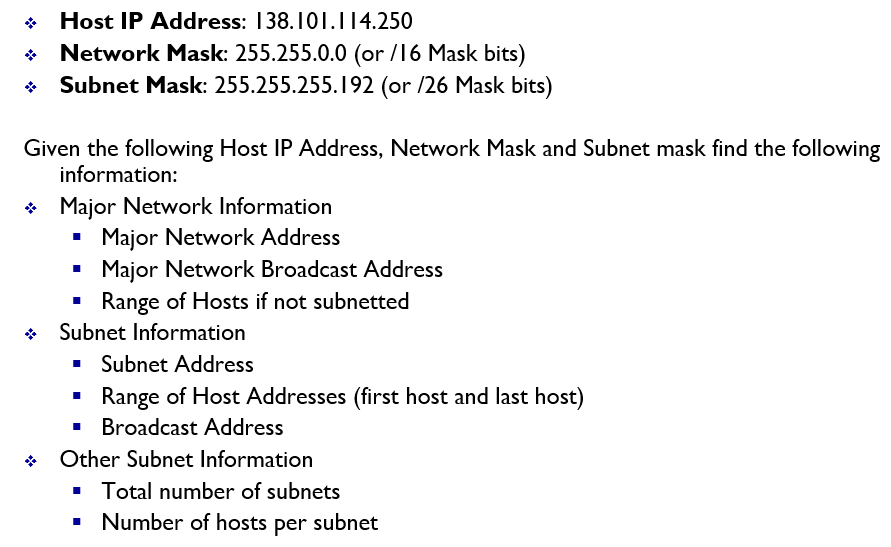 ❖ Host IP Address: 138.101.114.250
❖ Network Mask: 255.255.0.0 (or /16 Mask bits)
❖ Subnet Mask: 255.255.255.192 (or /26 Mask bits)
Given the following Host IP Address, Network Mask and Subnet mask find the following
information:
❖ Major Network Information
▪ Major Network Address
▪ Major Network Broadcast Address
▪ Range of Hosts if not subnetted
❖ Subnet Information
▪ Subnet Address
▪ Range of Host Addresses (first host and last host)
▪ Broadcast Address
❖ Other Subnet Information
▪ Total number of subnets
▪ Number of hosts per subnet